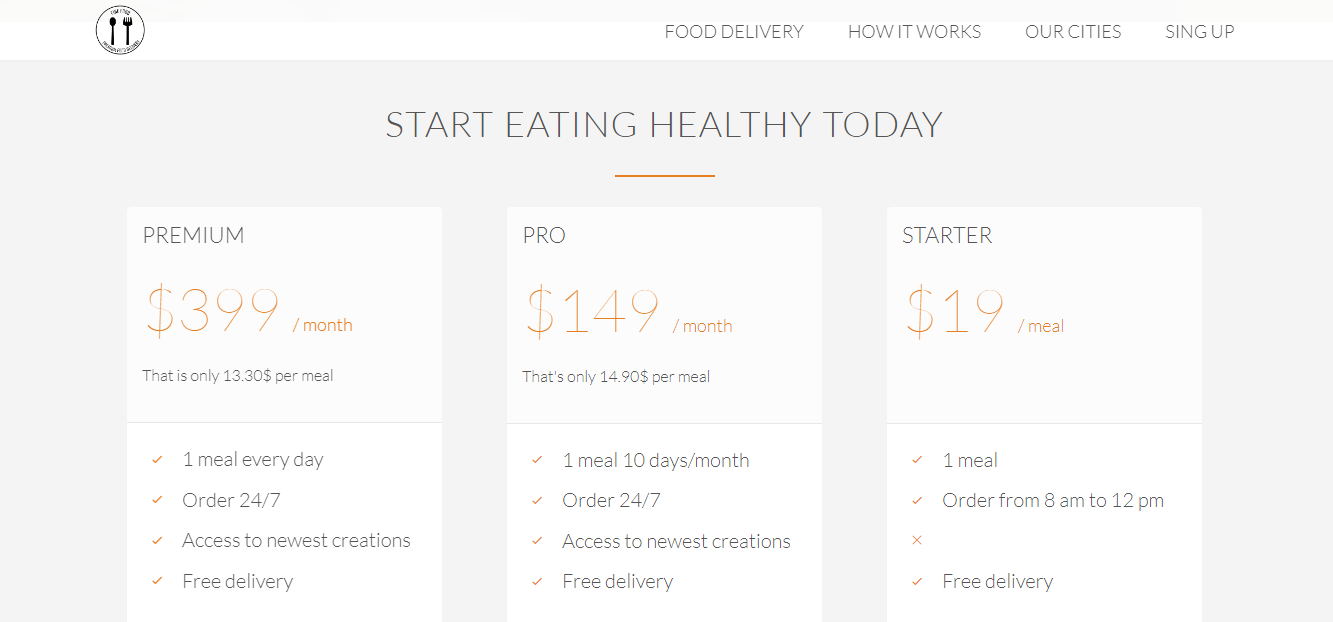 FOOD DELIVERY
HOW IT WORKS
OUR CITIES
SING UP
START EATING HEALTHY TODAY
PREMIUM
$399 / month
That is only 13.30$ per meal
1 meal every day
Order 24/7
Access to newest creations
Free delivery
PRO
$149 / month
That's only 14.90$ per meal
1 meal 10 days/month
Order 24/7
Access to newest creations
Free delivery
STARTER
$19 / meal
1 meal
Order from 8 am to 12 pm
Free delivery